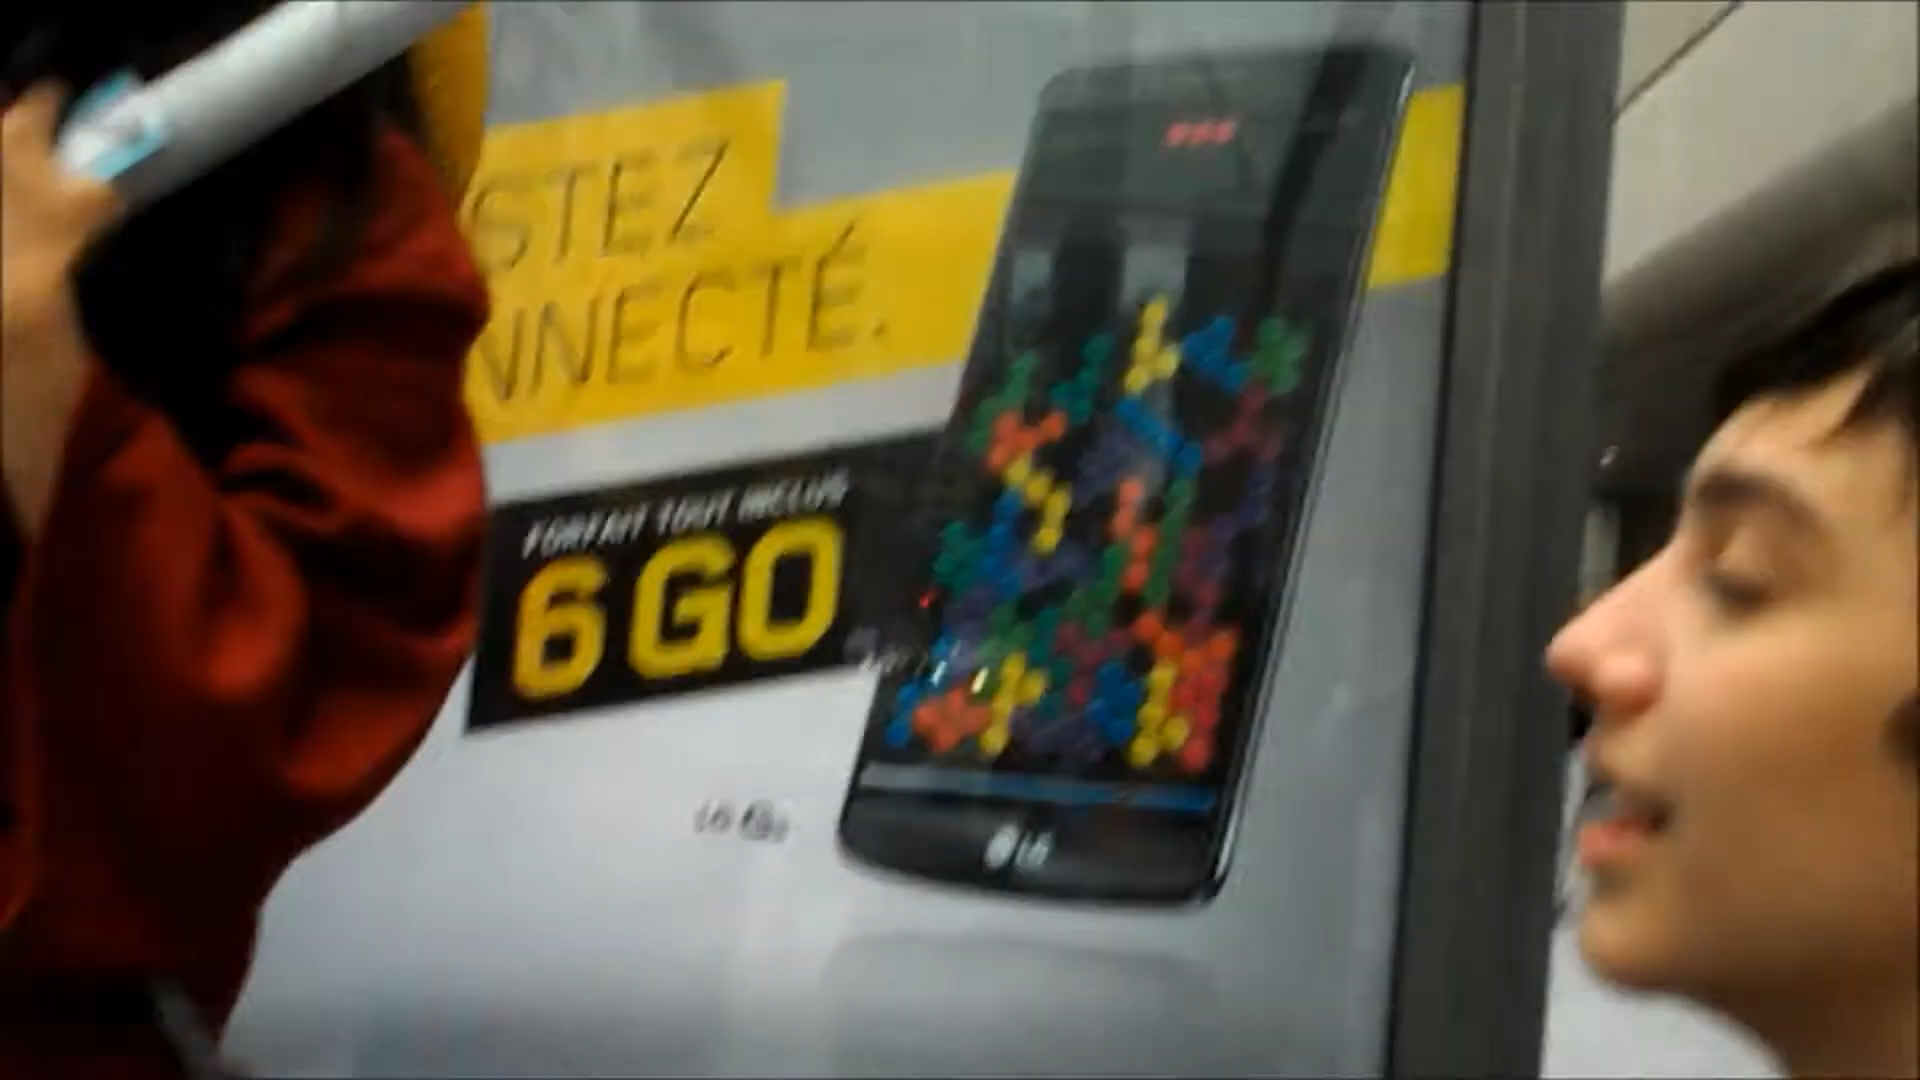 STEZ
NNECTÉ.
FORFAIT TOUT INCLUS
6 GO
LG